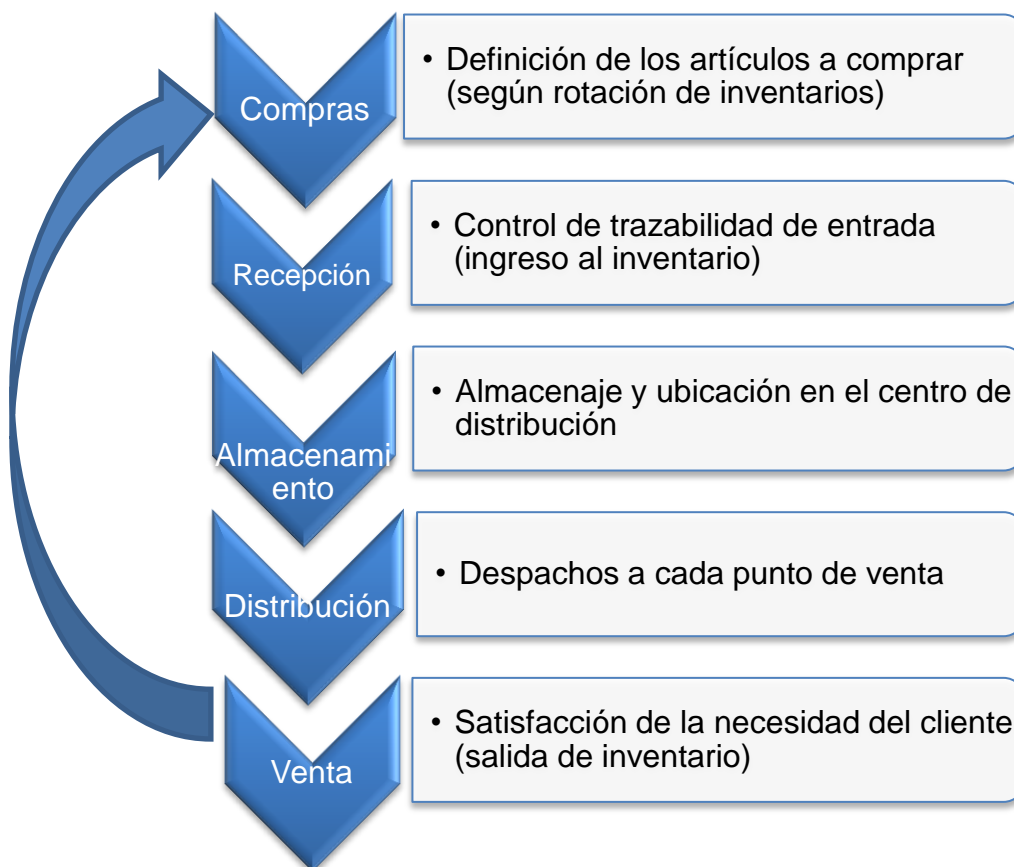 Compras
• Definición de los artículos a comprar
(según rotación de inventarios)
Recepción
• Control de trazabilidad de entrada
(ingreso al inventario)
Almacenami
ento
• Almacenaje y ubicación en el centro de
distribución
Distribución
• Despachos a cada punto de venta
Venta
• Satisfacción de la necesidad del cliente
(salida de inventario)